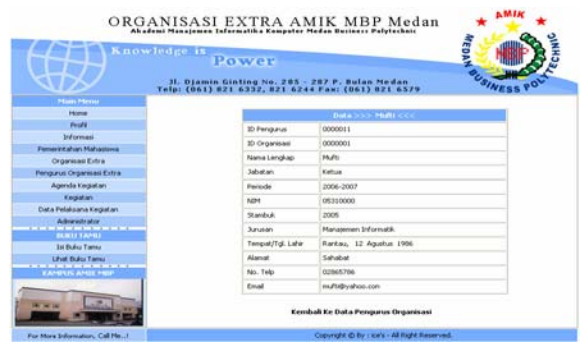 ORGANISASI EXTRA AMIK MBP Medan
Akademi Manajemen Informatika Komputer Medan Business Polytechnic
Knowledge is
Power
Jl. Djamin Ginting No. 285 - 287 P. Bulan Medan
Telp: (061) 821 6332, 821 6244 Fax: (061) 821 6579
AMIK
MEDAN BUSINESS POLYTECHNIC
MBP
Main Menu
Home
Profil
Informasi
Pemerintahan Mahasiswa
Organisasi Extra
Pengurus Organisasi Extra
Agenda Kegiatan
Kegiatan
Data Pelaksana Kegiatan
Administrator
BUKU TAMU
Isi Buku Tamu
Lihat Buku Tamu
KAMPUS AMIK MBP
For More Information, Call Me...!
Data >>> Mufti <<<
ID Pengurus 0000011
ID Organisasi 0000001
Nama Lengkap Mufti
Jabatan Ketua
Periode 2006-2007
NIM 05310000
Stambuk 2005
Jurusan Manajemen Informatik
Tempat/Tgl. Lahir Rantau, 12 Agustus 1986
Alamat Sahabat
No. Telp 02865786
Email mufti@yahoo.com
Kembali Ke Data Pengurus Organisasi
Copyright © By : ice's - All Right Reserved.